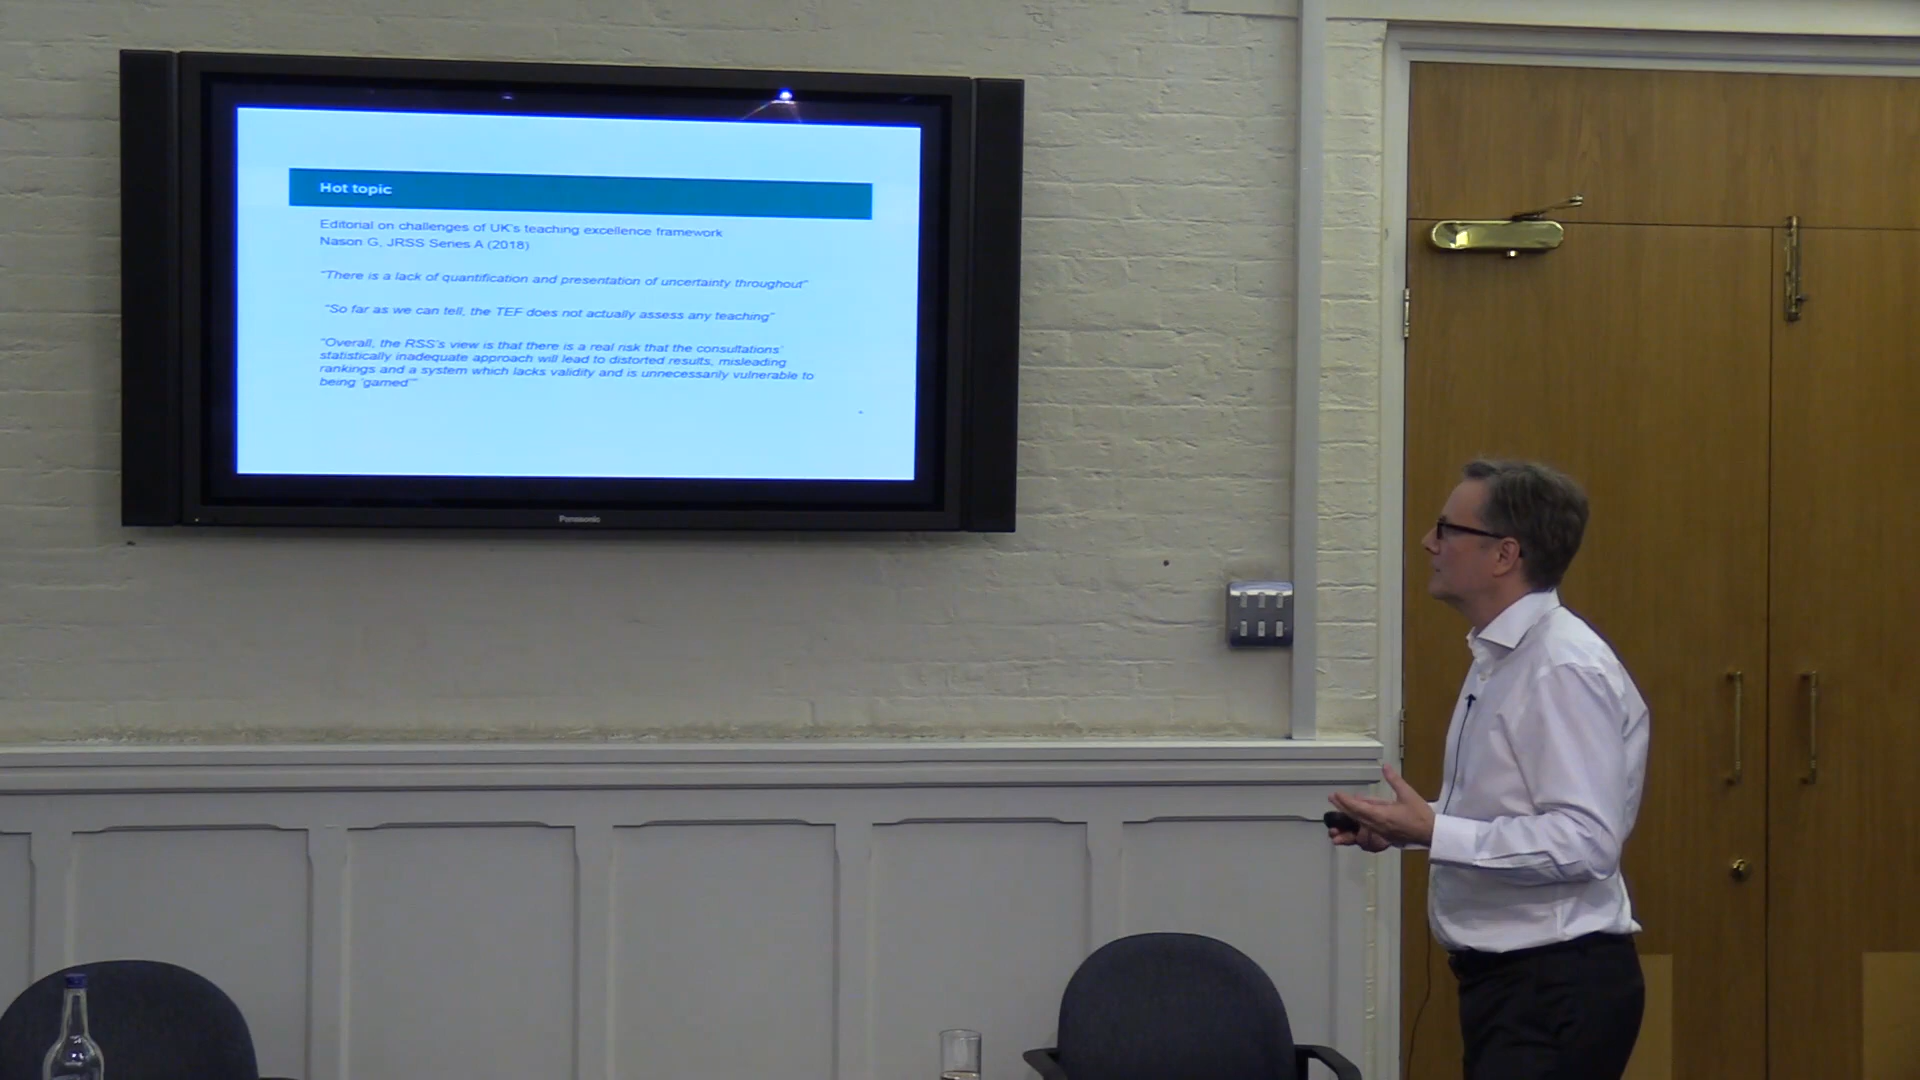 Hot topic
Editorial on challenges of UK's teaching excellence framework
Nason G, JRSS Series A (2018)
"There is a lack of quantification and presentation of uncertainty throughout"
"So far as we can tell, the TEF does not actually assess any teaching"
"Overall, the RSS's view is that there is a real risk that the consultations'
statistically inadequate approach will lead to distorted results, misleading
rankings and a system which lacks validity and is unnecessarily vulnerable to
being 'gamed'"
Panasonic